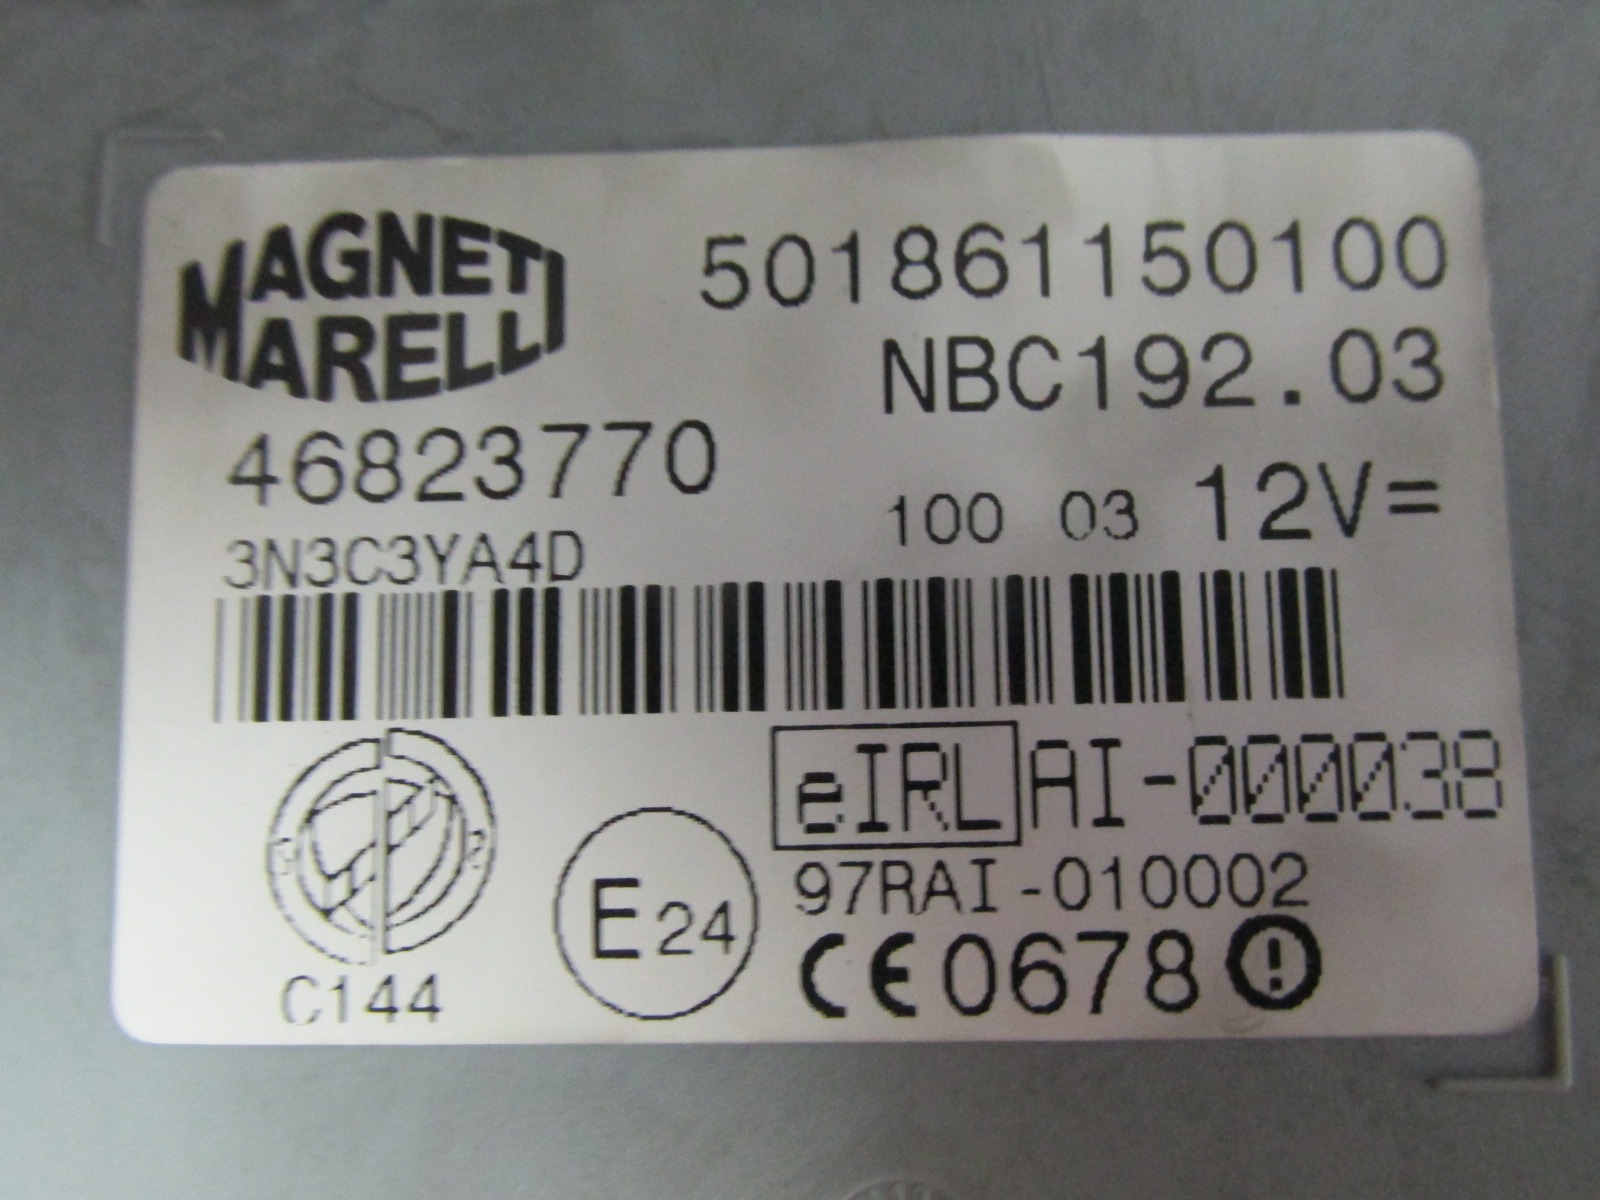 MAGNETI
MARELLI
501861150100
NBC192.03
46823770
100 03 12V=
3N3C3YA4D
eIRL AI-000038
97RAI-010002
E24
CE0678!
C144